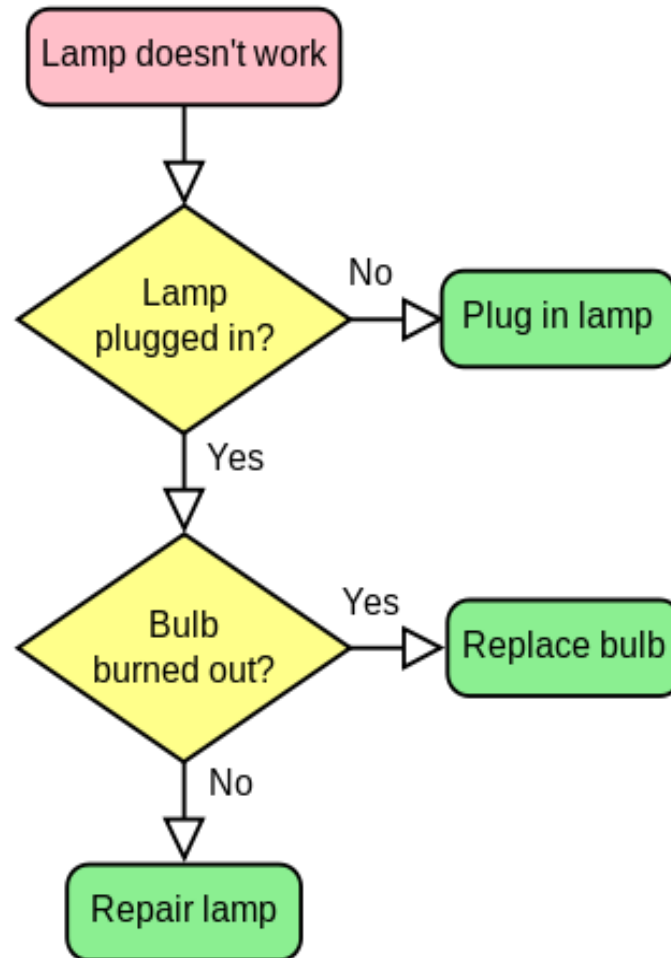 Lamp doesn't work
Lamp
plugged in?
No
Plug in lamp
Yes
Bulb
burned out?
Yes
Replace bulb
No
Repair lamp